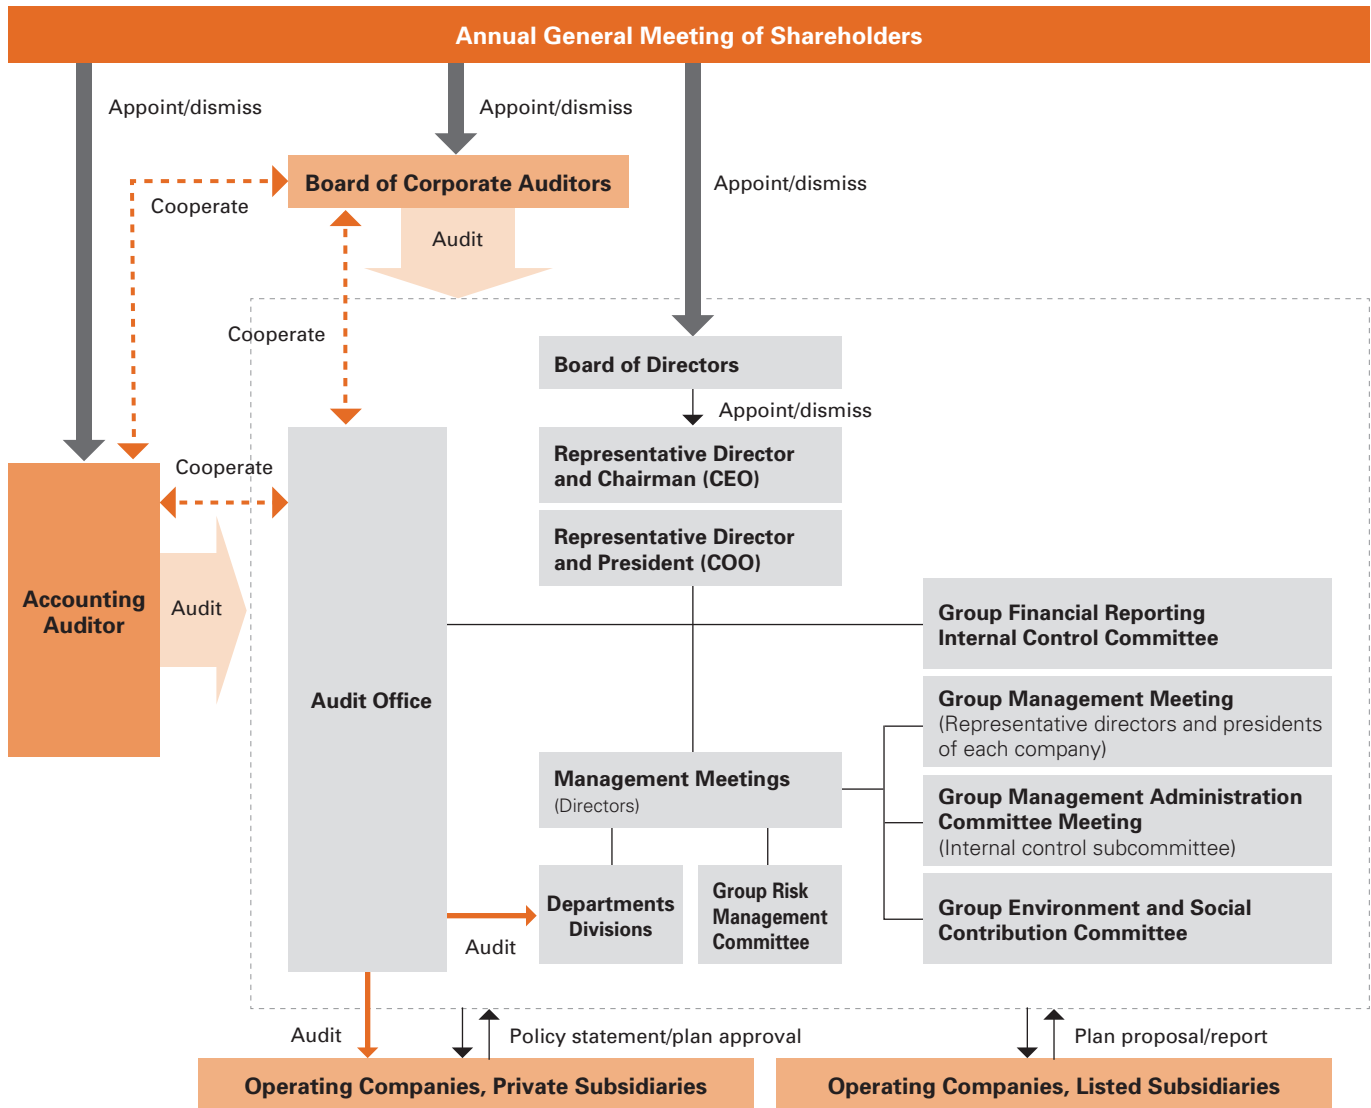 Annual General Meeting of Shareholders
Appoint/dismiss
Appoint/dismiss
Board of Corporate Auditors
Appoint/dismiss
Cooperate
Audit
Cooperate
Board of Directors
Appoint/dismiss
Cooperate
Representative Director
and Chairman (CEO)
Representative Director
and President (COO)
Accounting
Auditor
Audit
Audit Office
Group Financial Reporting
Internal Control Committee
Group Management Meeting
(Representative directors and presidents
of each company)
Management Meetings
(Directors)
Group Management Administration
Committee Meeting
(Internal control subcommittee)
Departments
Divisions
Group Risk
Management
Committee
Group Environment and Social
Contribution Committee
Audit
Audit
Policy statement/plan approval
Plan proposal/report
Operating Companies, Private Subsidiaries
Operating Companies, Listed Subsidiaries